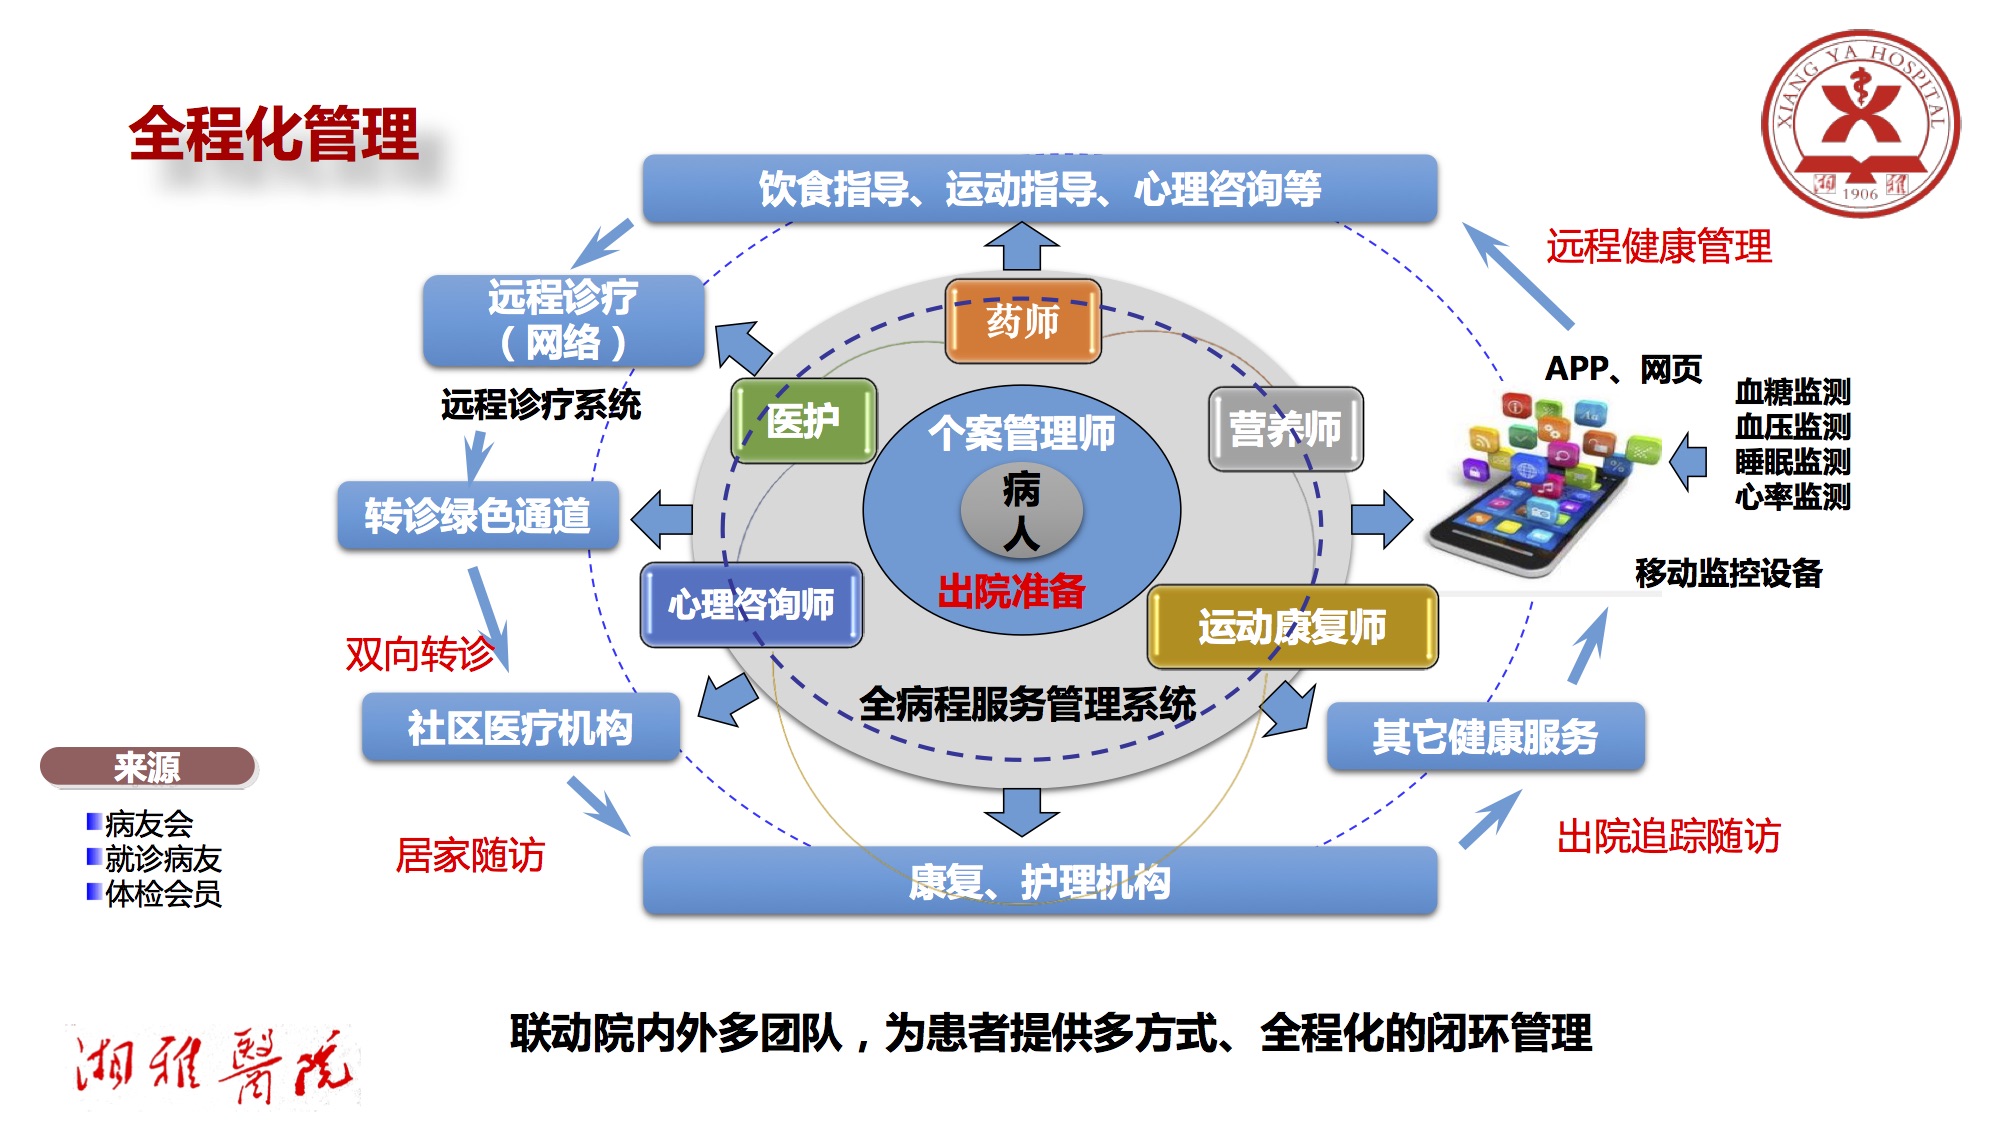 全程化管理
XIANG YA HOSPITAL
湘雅
1906
饮食指导、运动指导、心理咨询等
远程健康管理
远程诊疗
（网络）
药师
APP、网页
远程诊疗系统
医护
个案管理师
营养师
血糖监测
血压监测
睡眠监测
心率监测
病
人
转诊绿色通道
出院准备
移动监控设备
心理咨询师
运动康复师
双向转诊
全病程服务管理系统
社区医疗机构
其它健康服务
来源
病友会
就诊病友
体检会员
居家随访
出院追踪随访
康复、护理机构
联动院内外多团队，为患者提供多方式、全程化的闭环管理
湘雅醫院